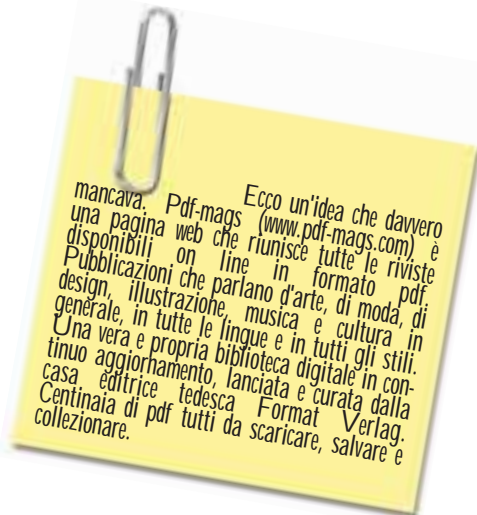 Ecco un'idea che davvero
mancava. Pdf-mags (www.pdf-mags.com) è
una pagina web che riunisce tutte le riviste
disponibili on line in formato pdf.
Pubblicazioni che parlano d'arte, di moda, di
design, illustrazione, musica e cultura in
generale, in tutte le lingue e in tutti gli stili.
Una vera e propria biblioteca digitale in con-
tinuo aggiornamento, lanciata e curata dalla
casa editrice tedesca Format Verlag.
Centinaia di pdf tutti da scaricare, salvare e
collezionare.